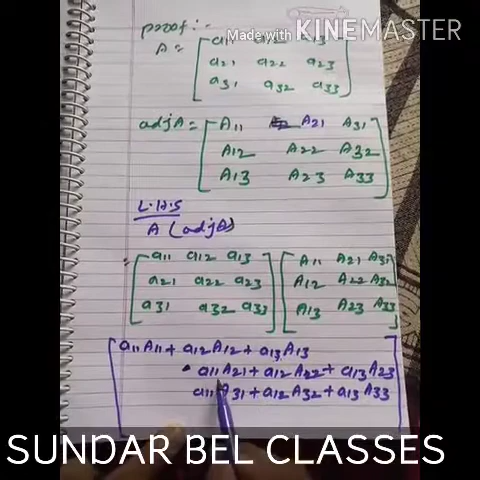 proof :-
Made with KINEMASTER
A = [ a11 a12 a13
a21 a22 a23
a31 a32 a33 ]
adjA = [ A11 A21 A31
A12 A22 A32
A13 A23 A33 ]
L.H.S
A (adjA)
= [ a11 a12 a13 ] [ A11 A21 A31 ]
a21 a22 a23 A12 A22 A32
a31 a32 a33 A13 A23 A33
a11A11 + a12A12 + a13A13
a11A21 + a12A22 + a13A23
a11A31 + a12A32 + a13A33
SUNDAR BEL CLASSES